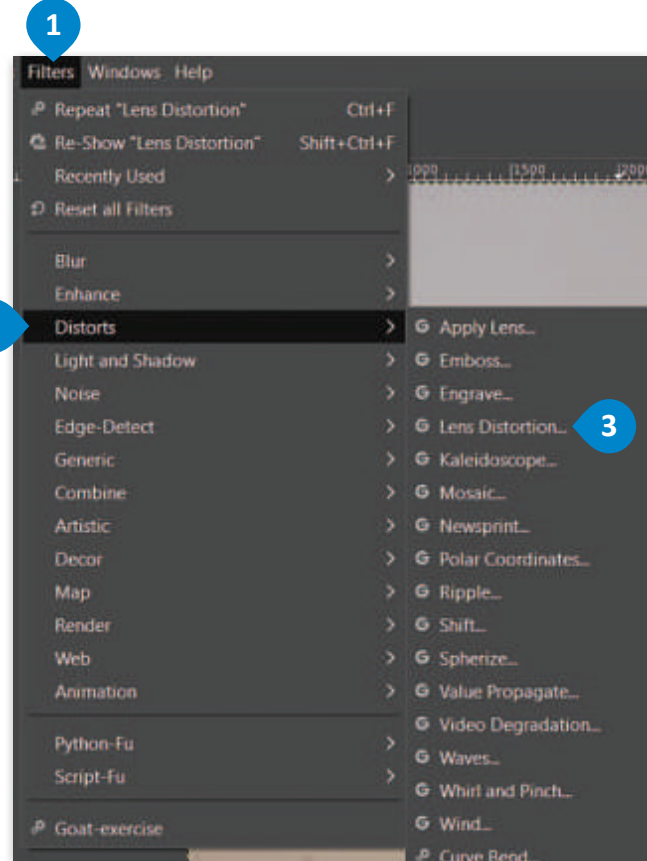 1
Filters Windows Help
Repeat "Lens Distortion" Ctrl+F
Re-Show "Lens Distortion" Shift+Ctrl+F
Recently Used
1000 1500 2000
Reset all Filters
Blur
Enhance
Distorts
Light and Shadow
Noise
Edge-Detect
Generic
Combine
Artistic
Decor
Map
Render
Web
Animation
Python-Fu
Script-Fu
Goat-exercise
G Apply Lens...
G Emboss...
G Engrave...
G Lens Distortion... 3
G Kaleidoscope...
G Mosaic...
G Newsprint...
G Polar Coordinates...
G Ripple...
G Shift...
G Spherize...
G Value Propagate...
G Video Degradation...
G Waves...
G Whirl and Pinch...
G Wind...
Curve Bend...